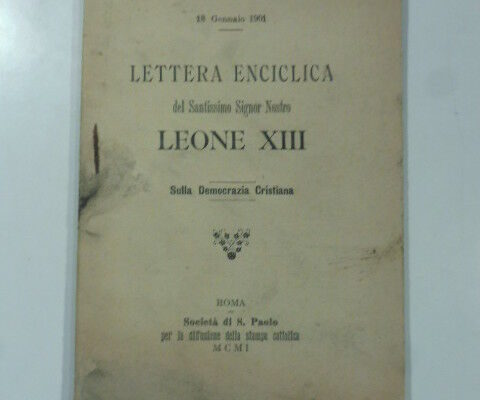 18 Gennaio 1901
LETTERA ENCICLICA
del Santissimo Signor Nostro
LEONE XIII
Sulla Democrazia Cristiana
ROMA
Società di S. Paolo
per la diffusione della stampa cattolica
MCMI